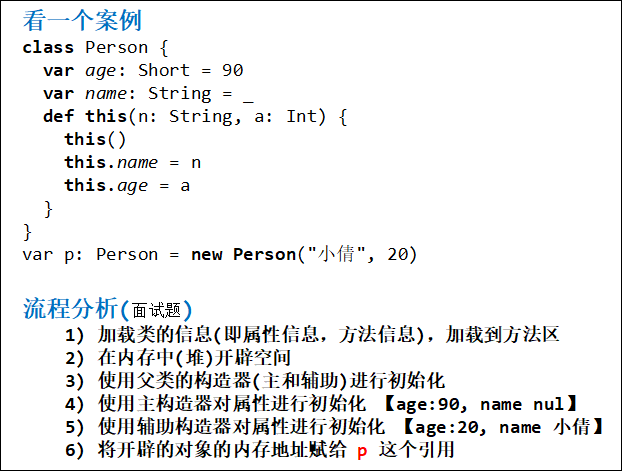 看一个案例
class Person {
  var age: Short = 90
  var name: String = _
  def this(n: String, a: Int) {
    this()
    this.name = n
    this.age = a
  }
}
var p: Person = new Person("小倩", 20)
流程分析(面试题)
1) 加载类的信息(即属性信息, 方法信息), 加载到方法区
2) 在内存中(堆)开辟空间
3) 使用父类的构造器(主和辅助)进行初始化
4) 使用主构造器对属性进行初始化 【age:90, name nul】
5) 使用辅助构造器对属性进行初始化 【age:20, name 小倩】
6) 将开辟的对象的内存地址赋给 p 这个引用